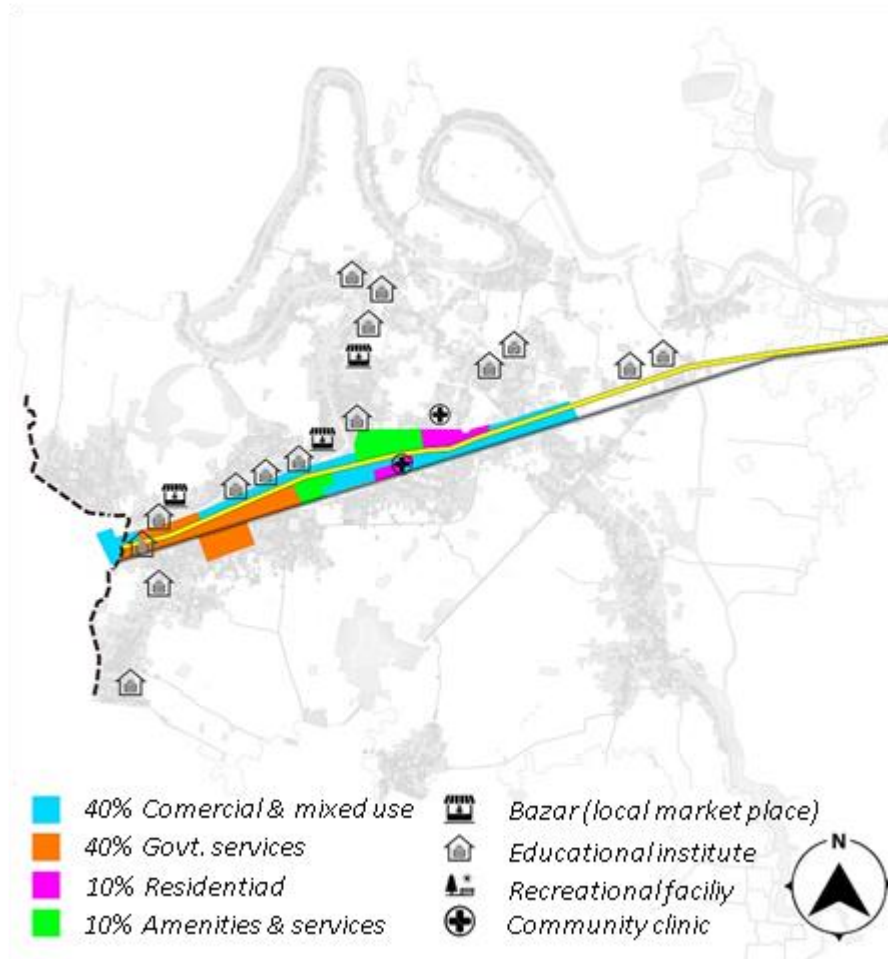 40% Comercial & mixed use
40% Govt. services
10% Residentiad
10% Amenities & services
Bazar (local market place)
Educational institute
Recreational faciliy
Community clinic
N